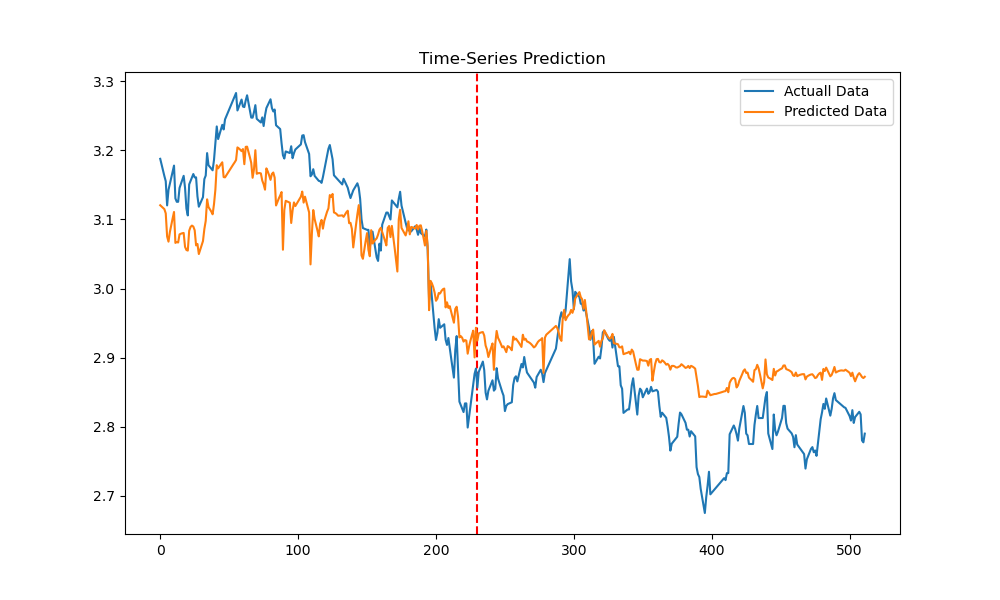 Time-Series Prediction
Actuall Data
Predicted Data
3.3
3.2
3.1
3.0
2.9
2.8
2.7
0 100 200 300 400 500